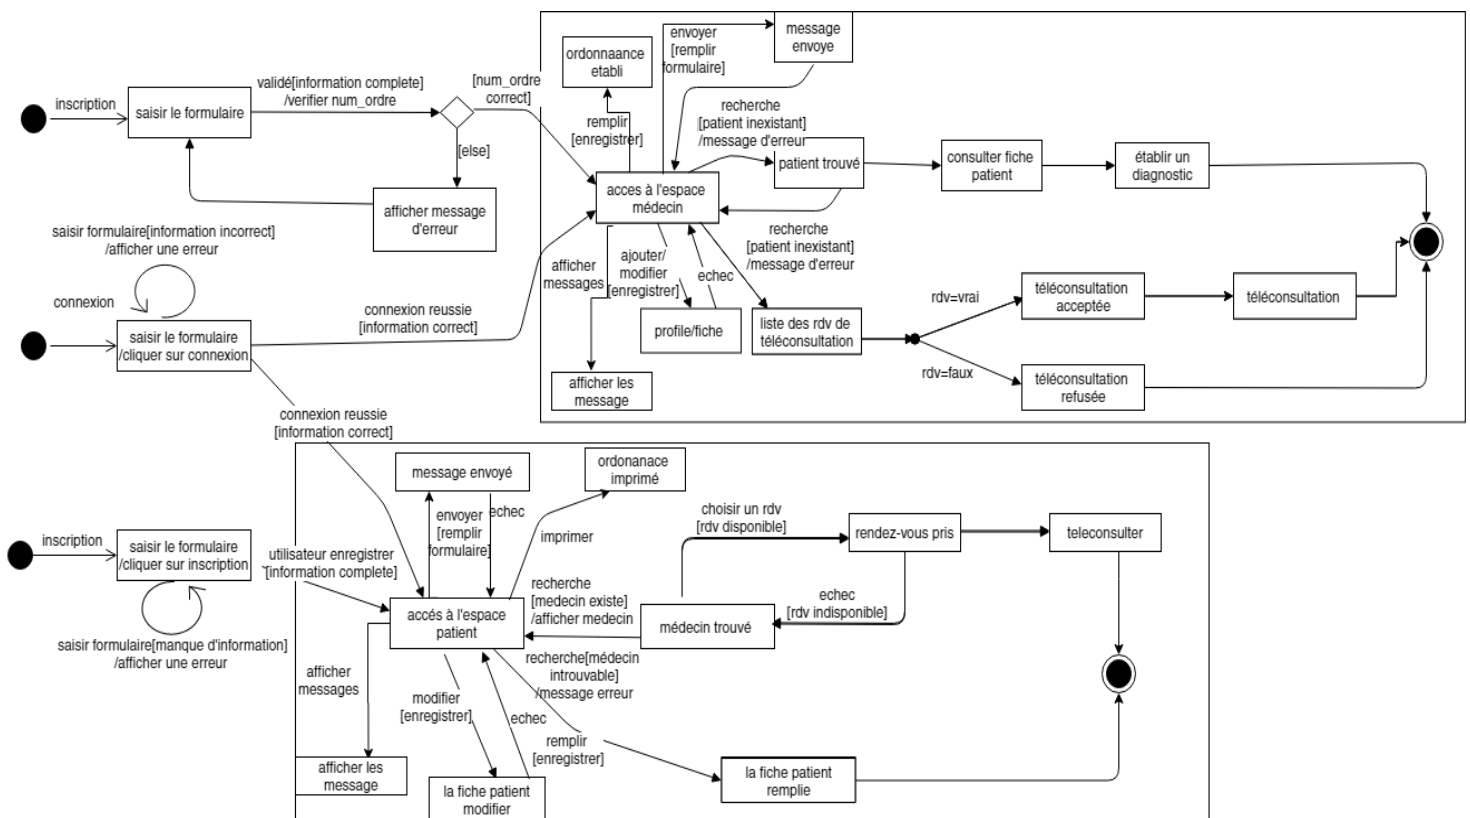 inscription
saisir le formulaire
validé[information complete]
/verifier num_ordre
[num_ordre
correct]
[else]
afficher message
d'erreur
ordonnaance
etabli
envoyer
[remplir
formulaire]
message
envoye
remplir
[enregistrer]
recherche
[patient inexistant]
/message d'erreur
patient trouvé
consulter fiche
patient
établir un
diagnostic
acces à l'espace
médecin
saisir formulaire[information incorrect]
/afficher une erreur
connexion
saisir le formulaire
/cliquer sur connexion
connexion reussie
[information correct]
afficher
messages
ajouter/
modifier
[enregistrer]
echec
recherche
[patient inexistant]
/message d'erreur
profile/fiche
liste des rdv de
téléconsultation
afficher les
message
rdv=vrai
rdv=faux
téléconsultation
acceptée
téléconsultation
téléconsultation
refusée
connexion reussie
[information correct]
message envoyé
ordonanace
imprimé
envoyer
[remplir
formulaire]
echec
imprimer
inscription
saisir le formulaire
/cliquer sur inscription
utilisateur enregistrer
[information complete]
saisir formulaire[manque d'information]
/afficher une erreur
accés à l'espace
patient
recherche
[medecin existe]
/afficher medecin
médecin trouvé
choisir un rdv
[rdv disponible]
rendez-vous pris
teleconsulter
echec
[rdv indisponible]
recherche[médecin
introuvable]
/message erreur
afficher
messages
modifier
[enregistrer]
echec
remplir
[enregistrer]
afficher les
message
la fiche patient
modifier
la fiche patient
remplie